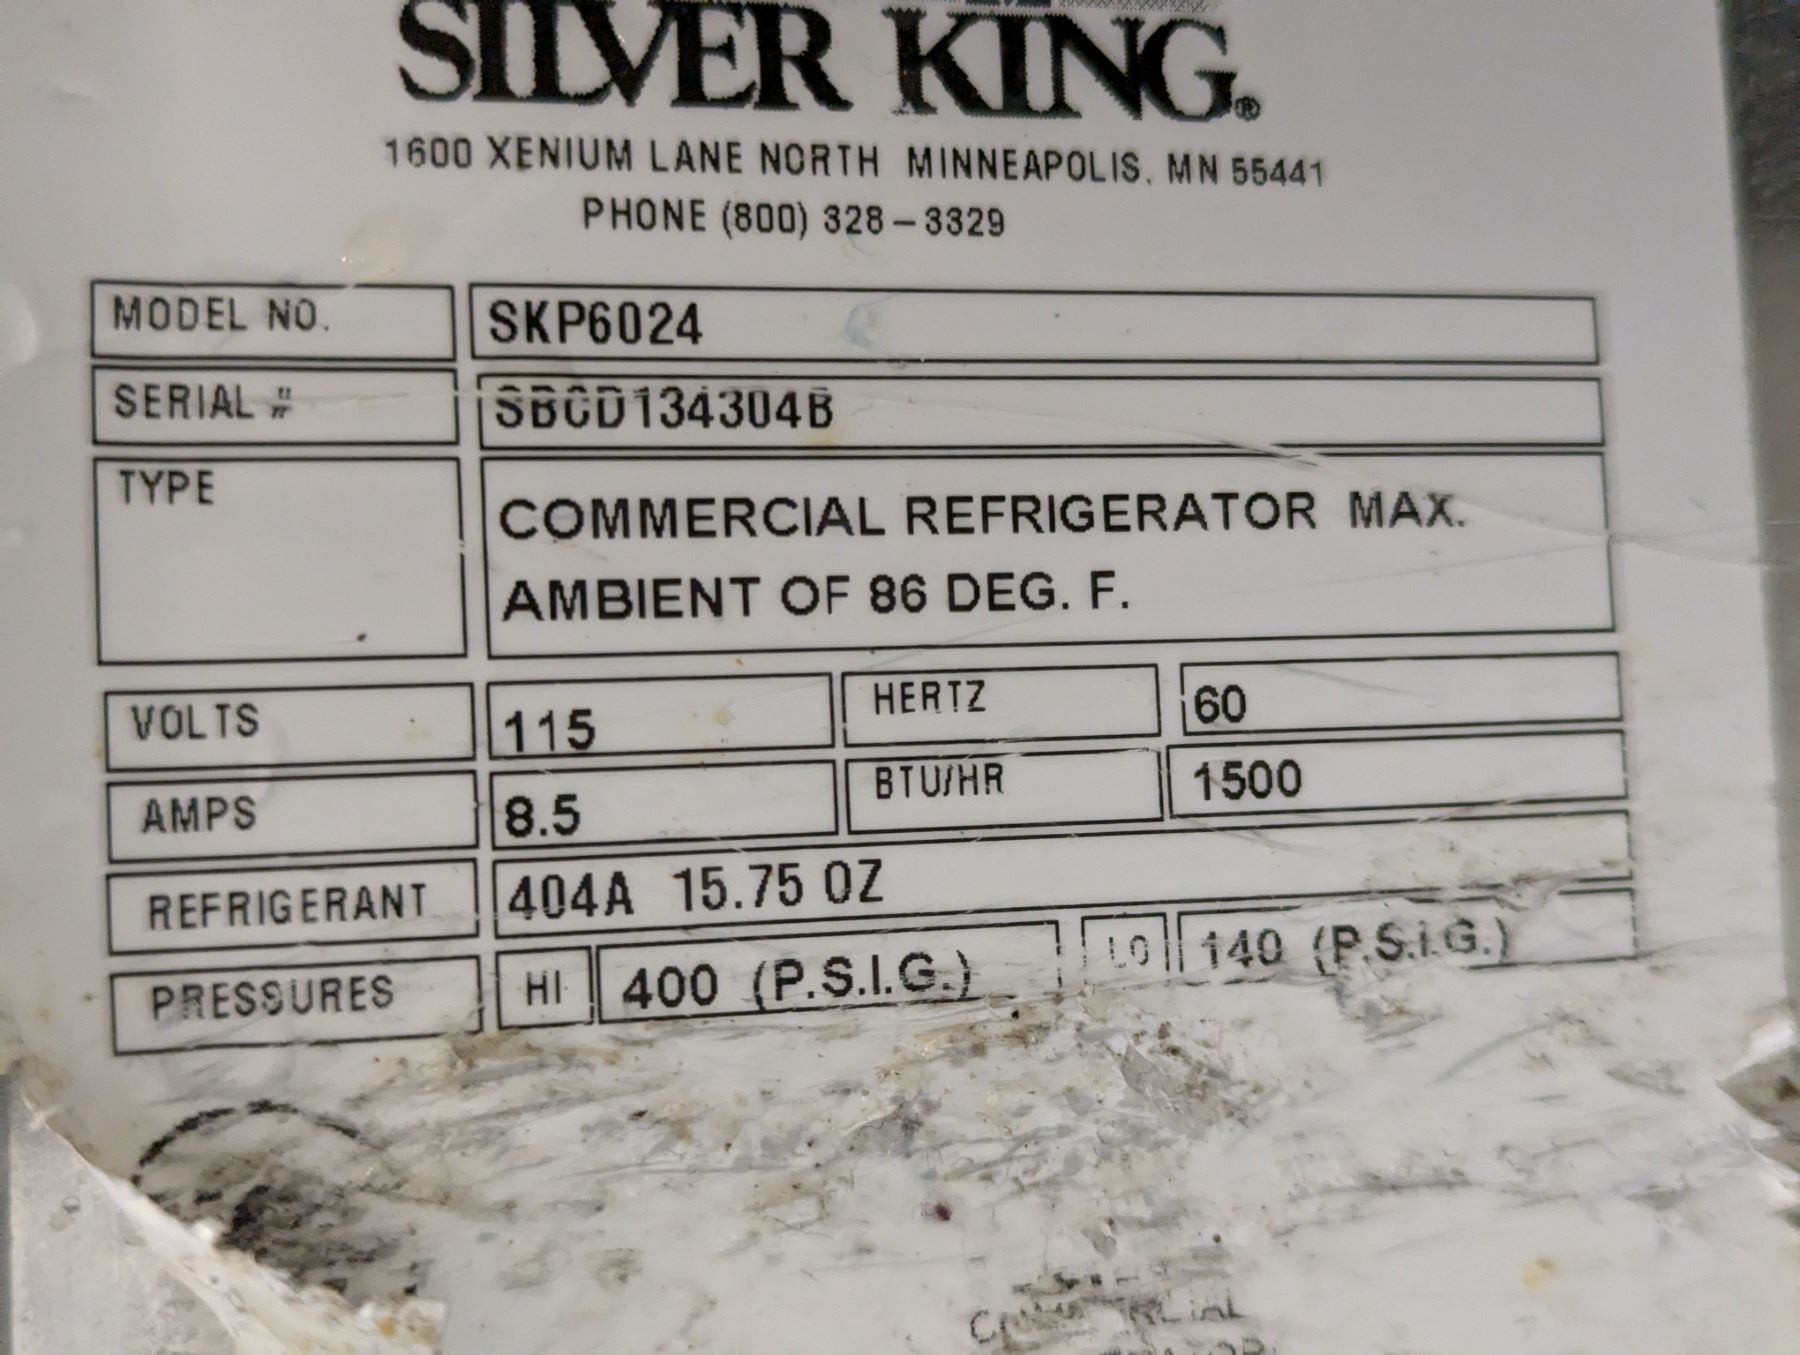 SILVER KING®
1600 XENIUM LANE NORTH MINNEAPOLIS, MN 55441
PHONE (800) 328-3329
MODEL NO. SKP6024
SERIAL # SBCD134304B
TYPE COMMERCIAL REFRIGERATOR MAX.
AMBIENT OF 86 DEG. F.
VOLTS 115 HERTZ 60
AMPS 8.5 BTU/HR 1500
REFRIGERANT 404A 15.75 OZ
PRESSURES HI 400 (P.S.I.G.) LO 140 (P.S.I.G.)